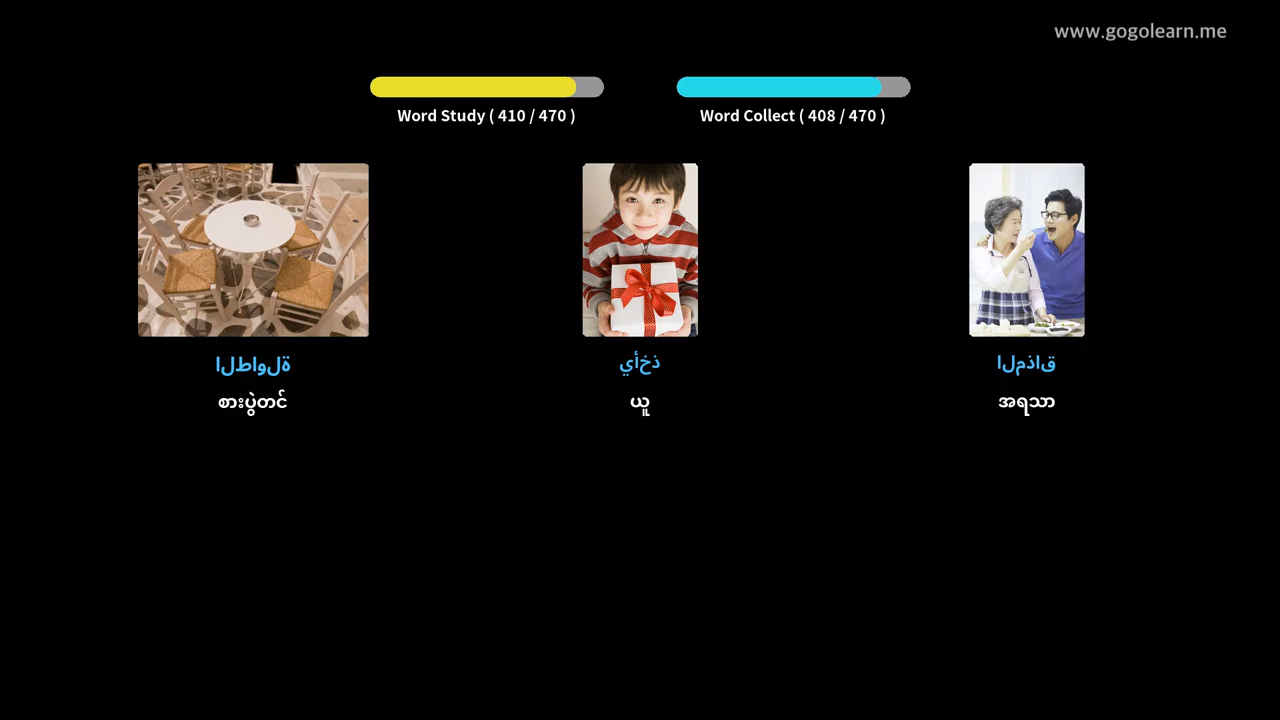 www.gogolearn.me
Word Study ( 410 / 470 )
Word Collect ( 408 / 470 )
الطاولة
يأخذ
المذاق
စားပွဲတင်
ယူ
အရသာ